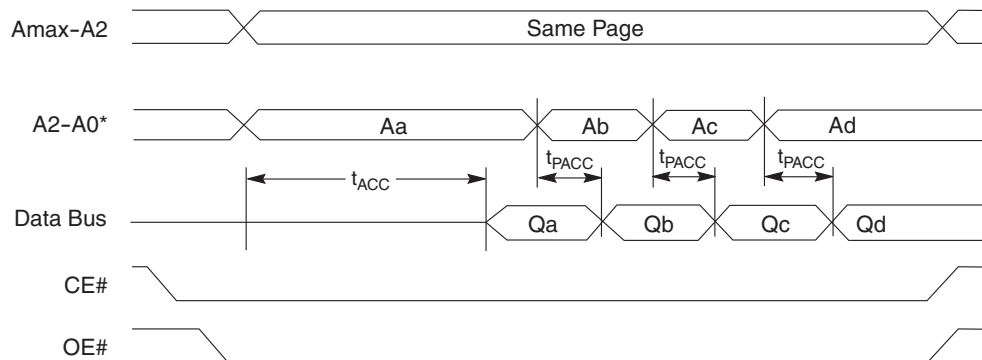 Amax-A2
Same Page
A2-A0*
Aa
Ab
Ac
Ad
tACC
tPACC
tPACC
tPACC
Data Bus
Qa
Qb
Qc
Qd
CE#
OE#